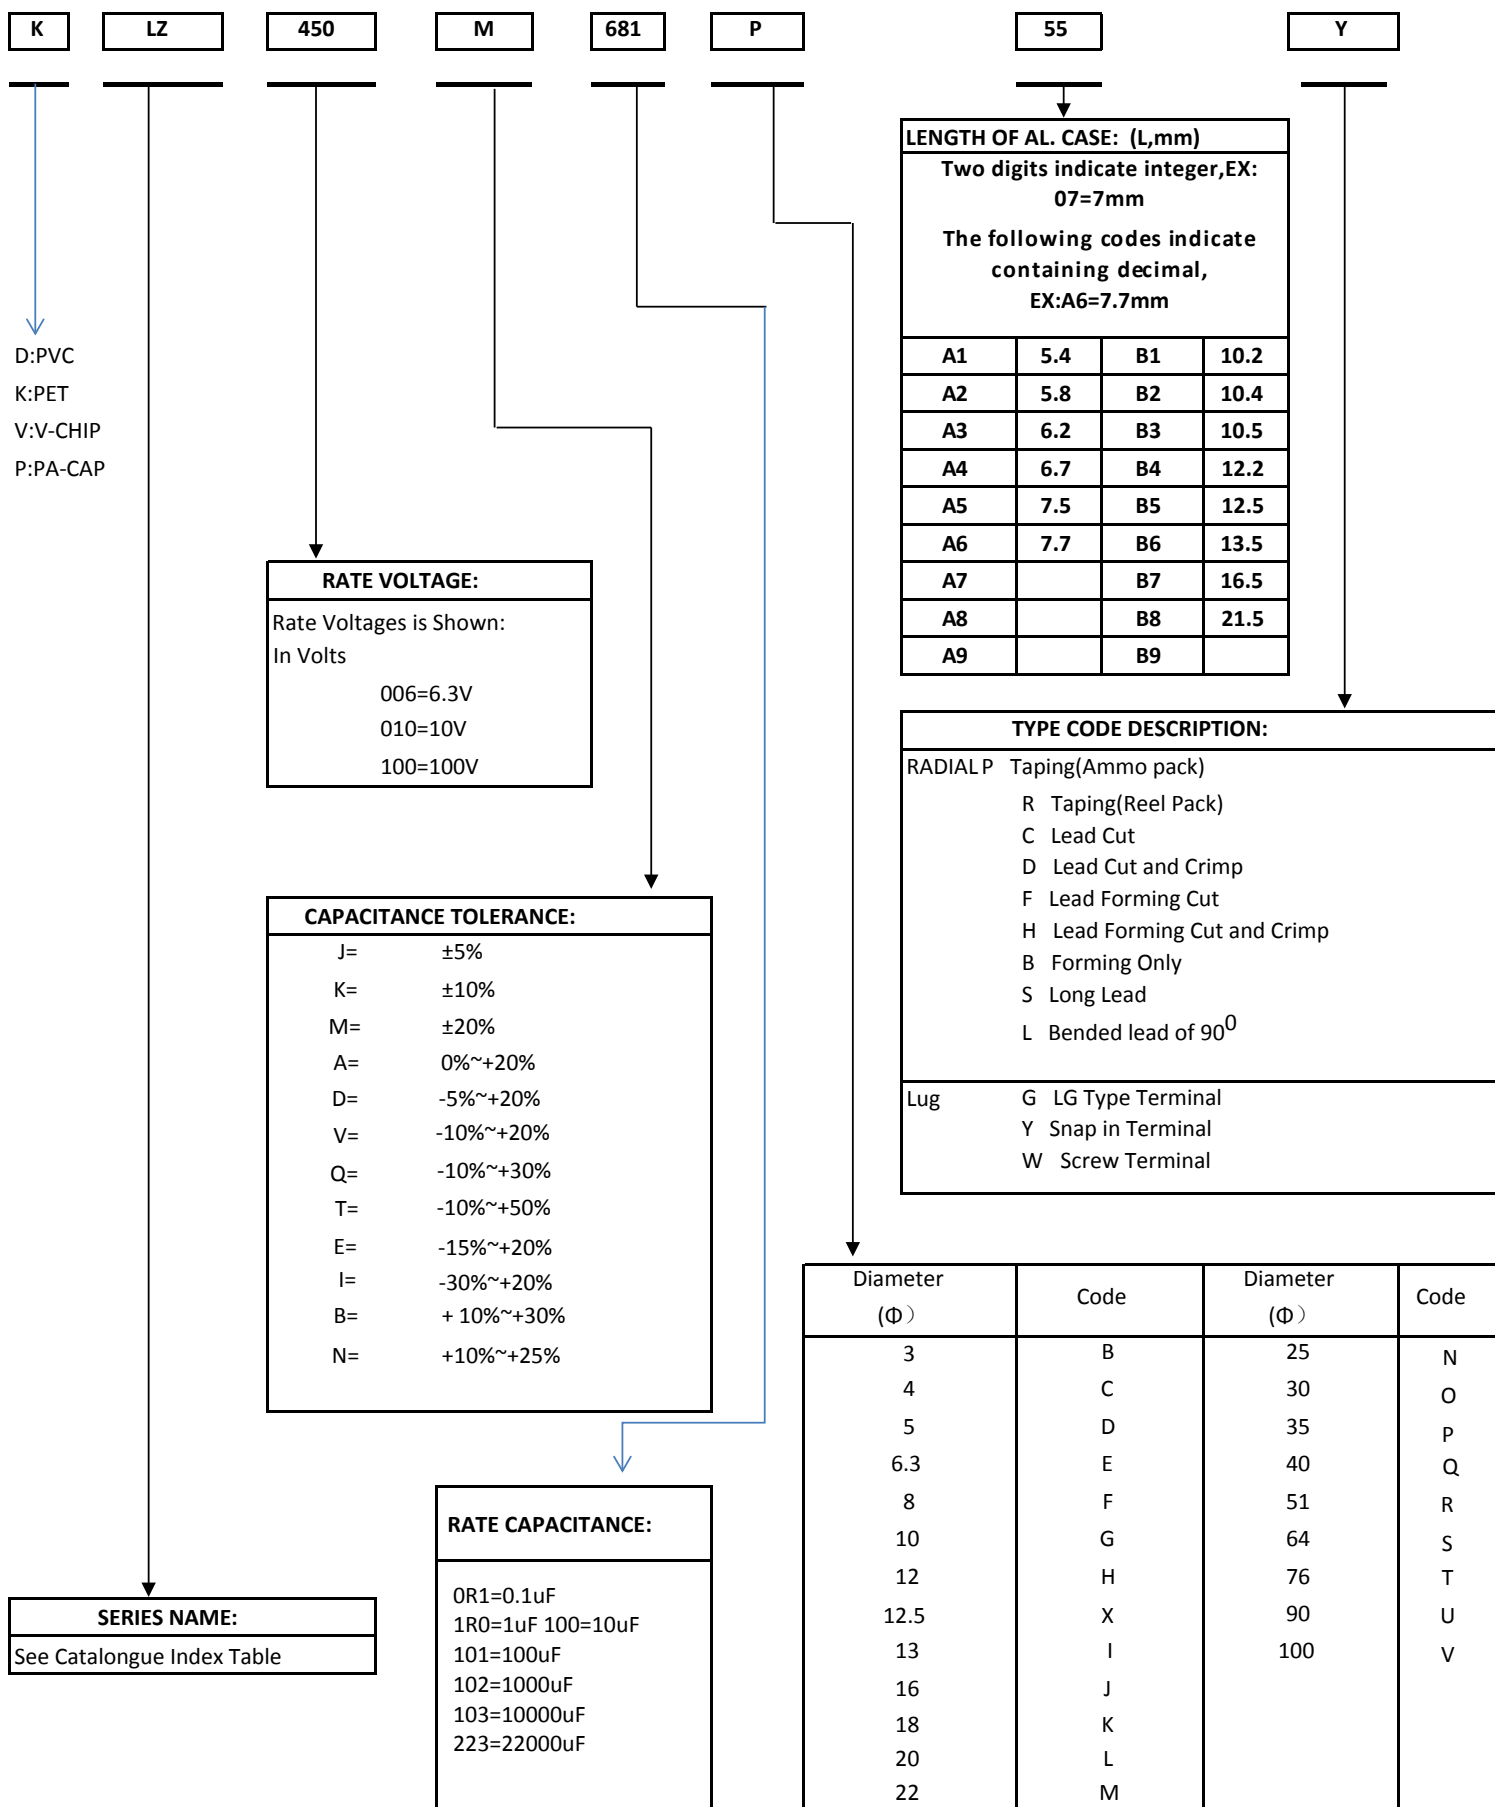 K LZ 450 M 681 P 55 Y
D:PVC
K:PET
V:V-CHIP
P:PA-CAP
LENGTH OF AL. CASE: (L,mm)
Two digits indicate integer,EX:
07=7mm
The following codes indicate
containing decimal,
EX:A6=7.7mm
A1 5.4 B1 10.2
A2 5.8 B2 10.4
A3 6.2 B3 10.5
A4 6.7 B4 12.2
A5 7.5 B5 12.5
A6 7.7 B6 13.5
A7 B7 16.5
A8 B8 21.5
A9 B9
RATE VOLTAGE:
Rate Voltages is Shown:
In Volts
006=6.3V
010=10V
100=100V
TYPE CODE DESCRIPTION:
RADIAL P Taping(Ammo pack)
R Taping(Reel Pack)
C Lead Cut
D Lead Cut and Crimp
F Lead Forming Cut
H Lead Forming Cut and Crimp
B Forming Only
S Long Lead
L Bended lead of 90⁰
Lug G LG Type Terminal
Y Snap in Terminal
W Screw Terminal
CAPACITANCE TOLERANCE:
J= ±5%
K= ±10%
M= ±20%
A= 0%~+20%
D= -5%~+20%
V= -10%~+20%
Q= -10%~+30%
T= -10%~+50%
E= -15%~+20%
I= -30%~+20%
B= + 10%~+30%
N= +10%~+25%
RATE CAPACITANCE:
0R1=0.1uF
1R0=1uF 100=10uF
101=100uF
102=1000uF
103=10000uF
223=22000uF
SERIES NAME:
See Catalongue Index Table
Diameter Code Diameter Code
(Φ） (Φ）
3 B 25 N
4 C 30 O
5 D 35 P
6.3 E 40 Q
8 F 51 R
10 G 64 S
12 H 76 T
12.5 X 90 U
13 I 100 V
16 J
18 K
20 L
22 M